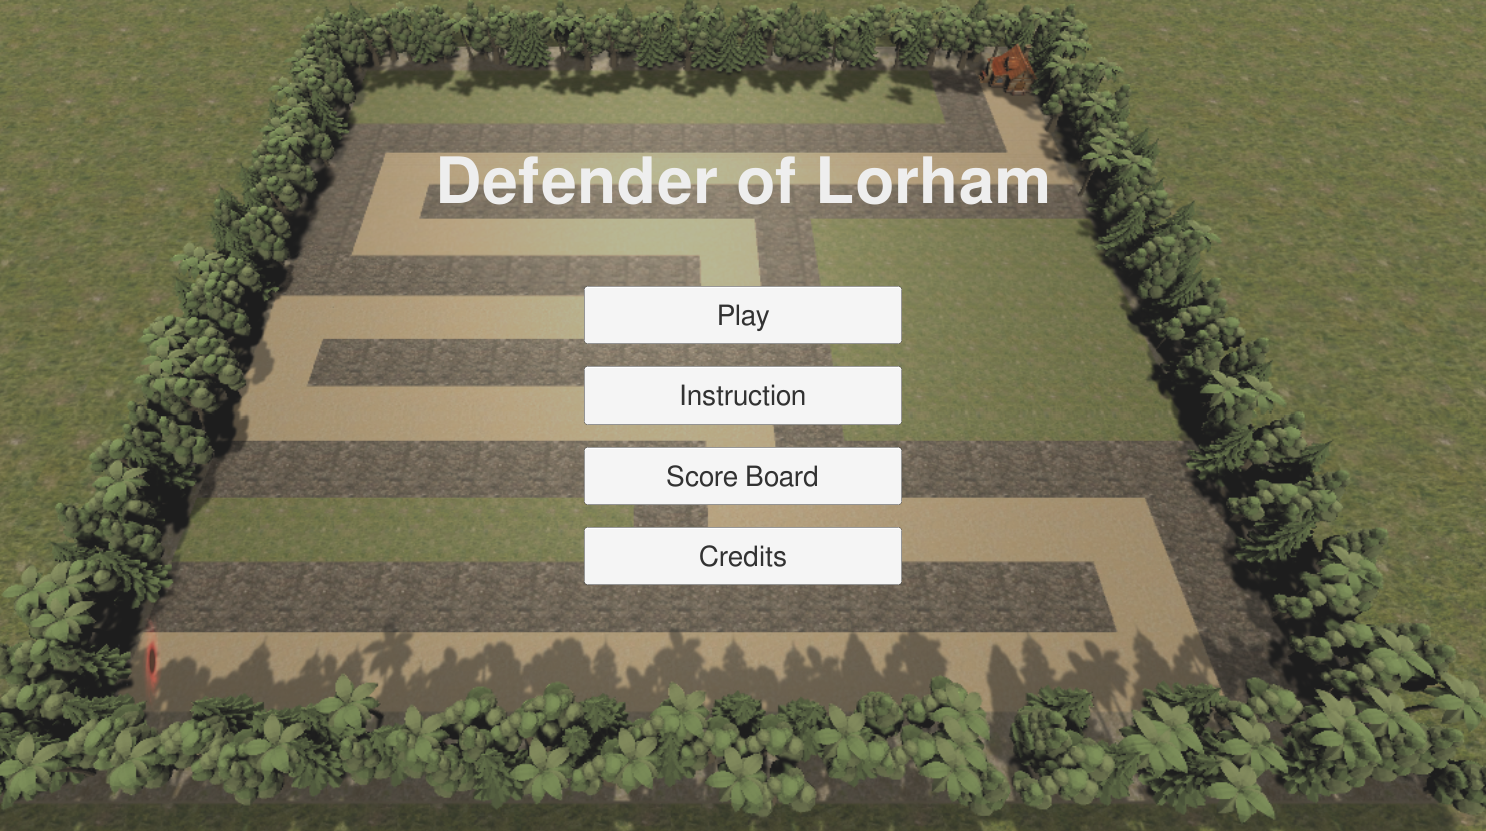 Defender of Lorham
Play
Instruction
Score Board
Credits